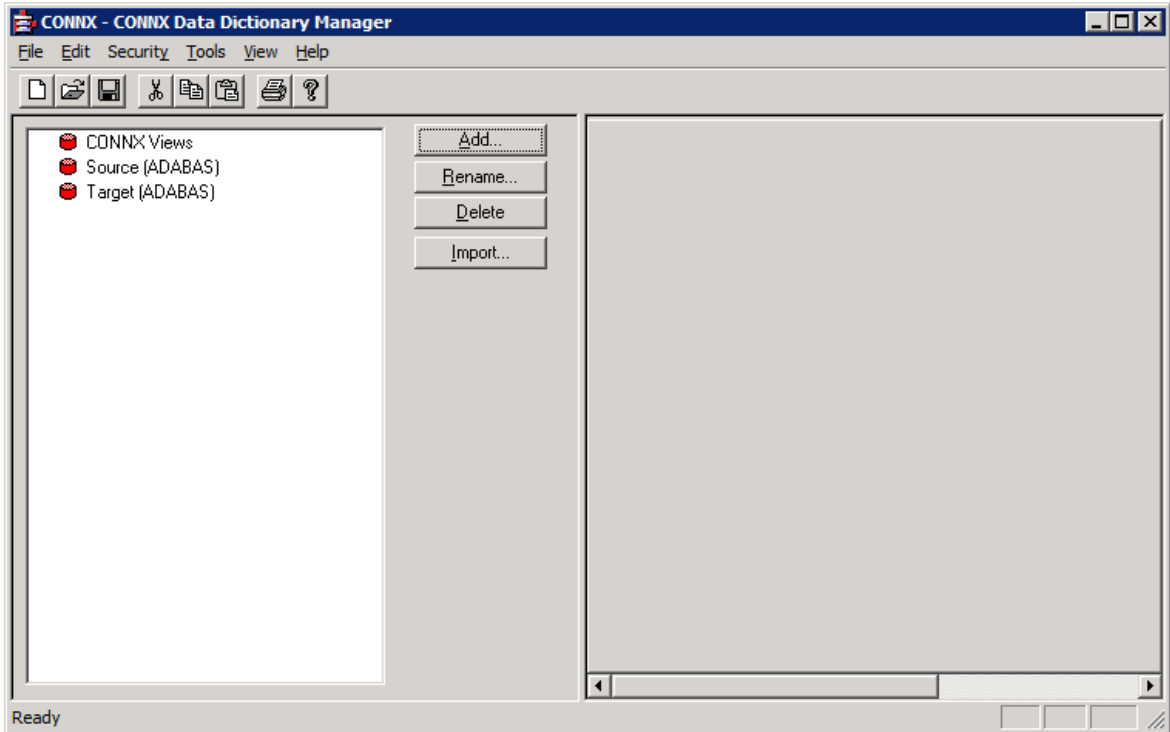 CONNX - CONNX Data Dictionary Manager
File Edit Security Tools View Help
CONNX Views
Source (ADABAS)
Target (ADABAS)
Add...
Rename...
Delete
Import...
Ready